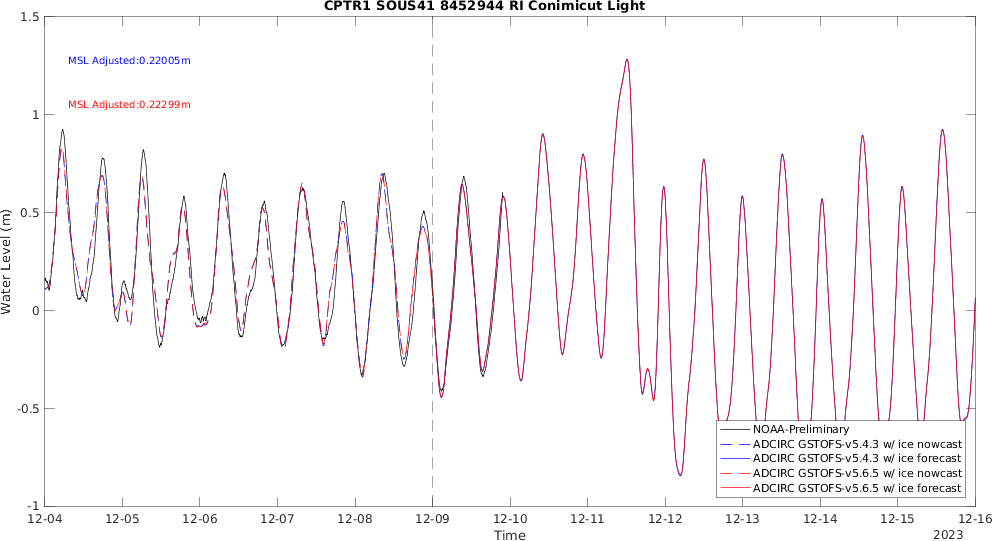 CPTR1 SOUS41 8452944 RI Conimicut Light
1.5
MSL Adjusted:0.22005m
MSL Adjusted:0.22299m
1
0.5
0
-0.5
-1
Water Level (m)
NOAA-Preliminary
ADCIRC GSTOFS-v5.4.3 w/ ice nowcast
ADCIRC GSTOFS-v5.4.3 w/ ice forecast
ADCIRC GSTOFS-v5.6.5 w/ ice nowcast
ADCIRC GSTOFS-v5.6.5 w/ ice forecast
12-04 12-05 12-06 12-07 12-08 12-09 12-10 12-11 12-12 12-13 12-14 12-15 12-16
Time
2023